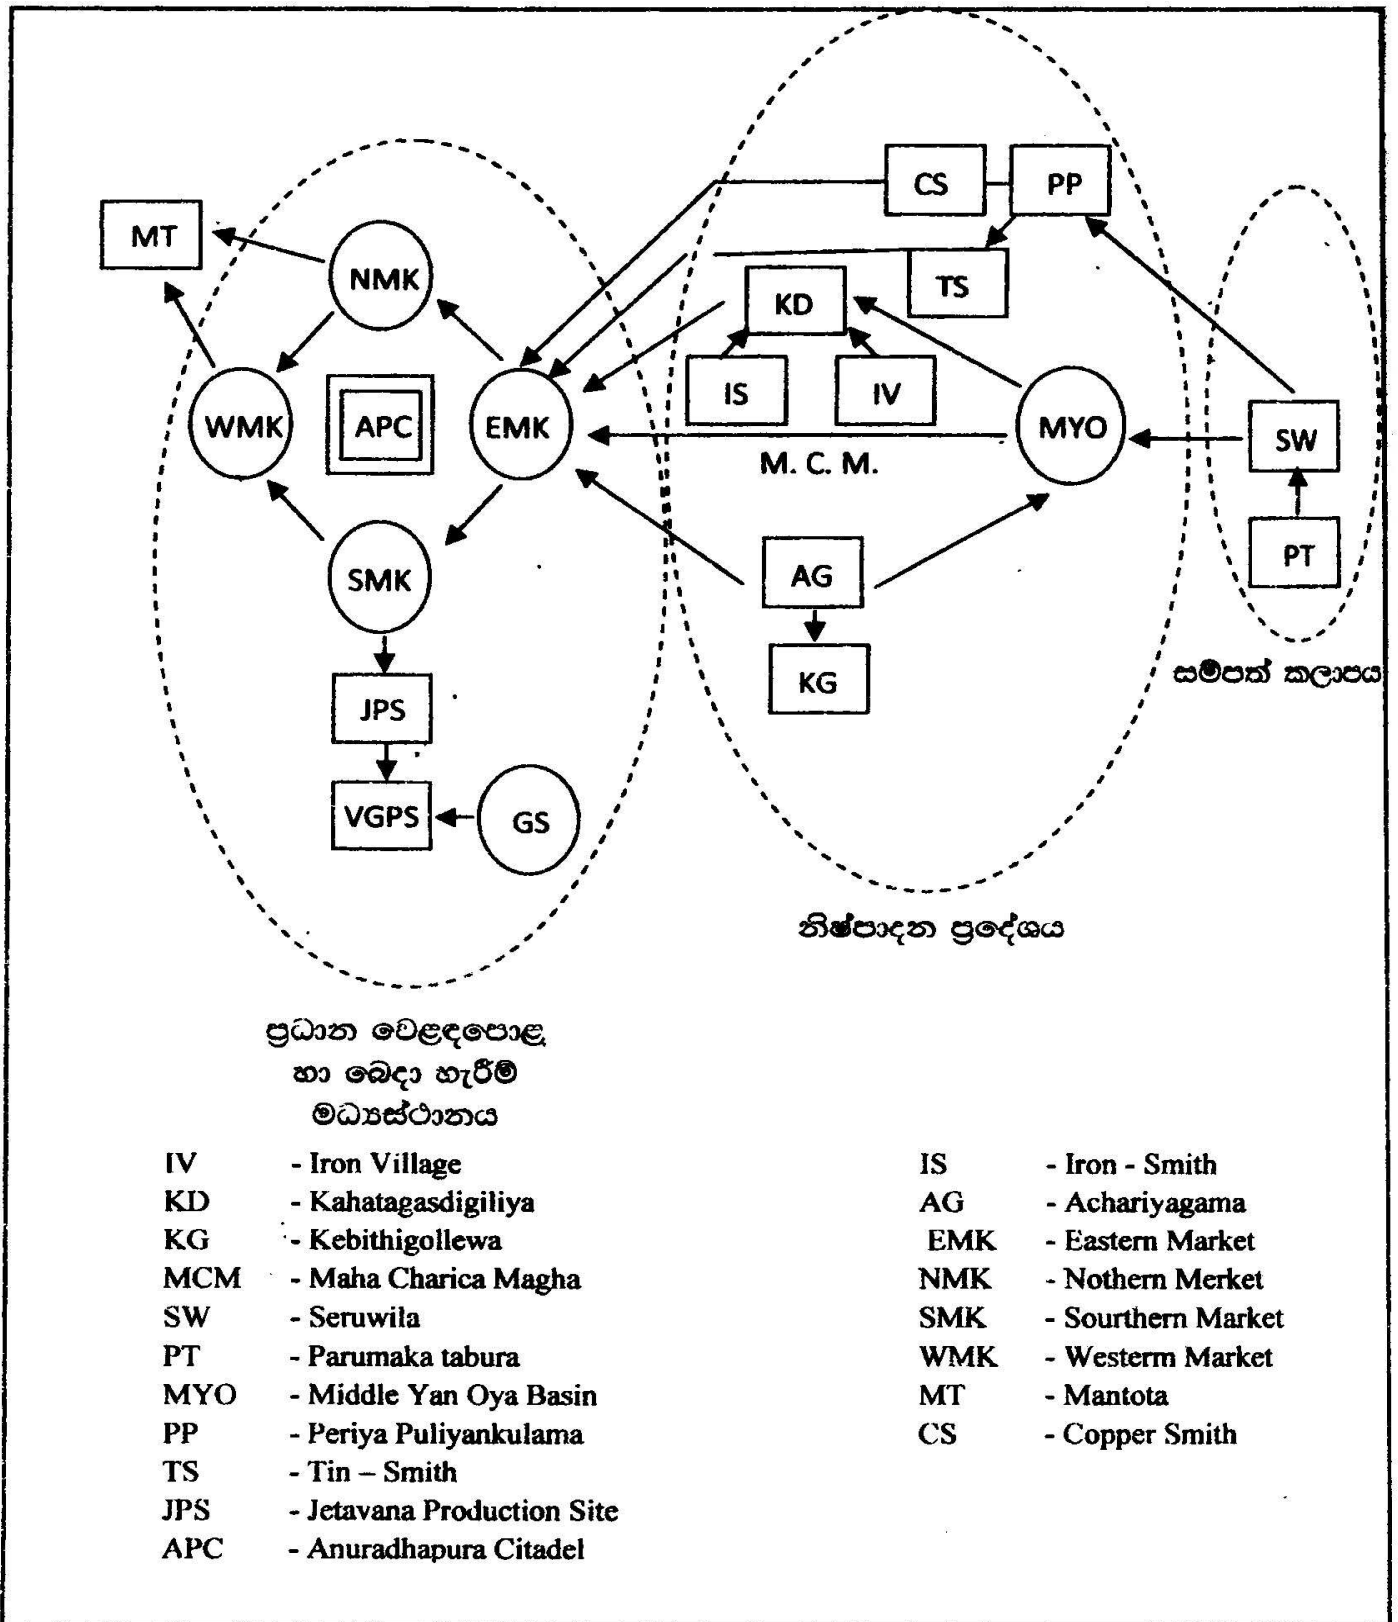 CS
PP
MT
NMK
TS
KD
IS
IV
WMK
APC
EMK
MYO
SW
M. C. M.
PT
SMK
AG
KG
සම්පත් කලාපය
JPS
VGPS
GS
නිෂ්පාදන ප්‍රදේශය
ප්‍රධාන වෙළඳපොළ
හා බෙදා හැරීම්
මධ්‍යස්ථානය
IV - Iron Village
IS - Iron - Smith
KD - Kahatagasdigiliya
AG - Achariyagama
KG - Kebithigollewa
EMK - Eastern Market
MCM - Maha Charica Magha
NMK - Nothern Merket
SW - Seruwila
SMK - Sourthern Market
PT - Parumaka tabura
WMK - Westerm Market
MYO - Middle Yan Oya Basin
MT - Mantota
PP - Periya Puliyankulama
CS - Copper Smith
TS - Tin – Smith
JPS - Jetavana Production Site
APC - Anuradhapura Citadel